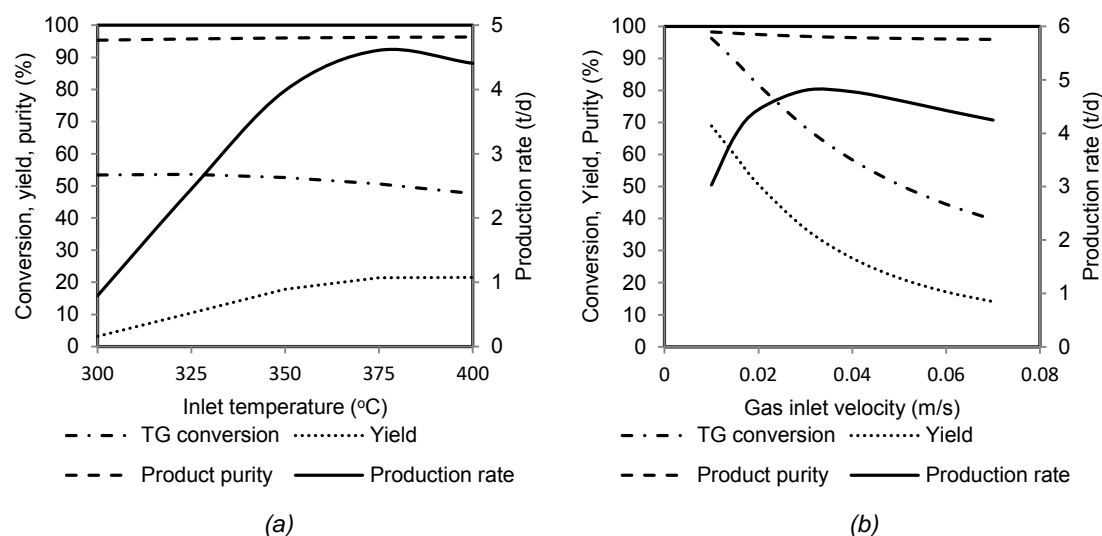 Conversion, yield, purity (%)
100
90
80
70
60
50
40
30
20
10
0
5
4
3
2
1
0
Production rate (t/d)
300 325 350 375 400
Inlet temperature (°C)
TG conversion Yield
Product purity Production rate
(a)
Conversion, Yield, Purity (%)
100
90
80
70
60
50
40
30
20
10
0
6
5
4
3
2
1
0
Production rate (t/d)
0 0.02 0.04 0.06 0.08
Gas inlet velocity (m/s)
TG conversion Yield
Product purity Production rate
(b)